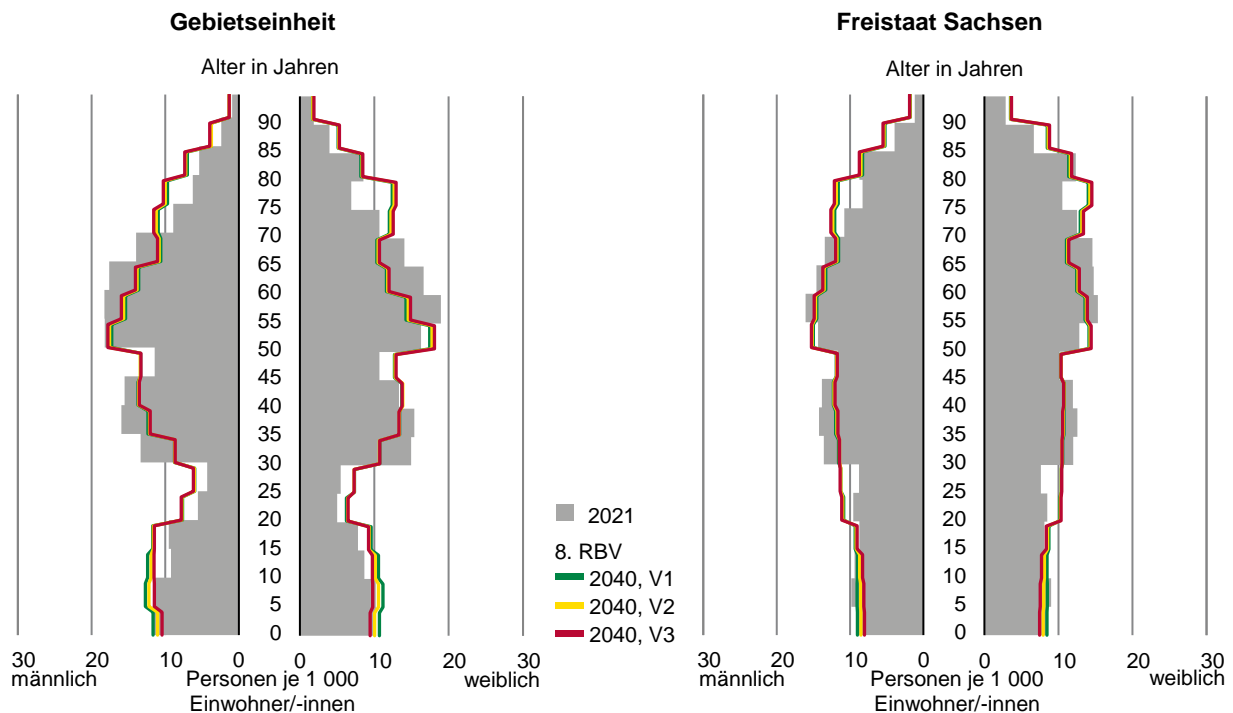 Gebietseinheit
Alter in Jahren
90
85
80
75
70
65
60
55
50
45
40
35
30
25
20
15
10
5
0
30 20 10 0 0 10 20 30
männlich Personen je 1 000 weiblich
Einwohner/-innen
2021
8. RBV
2040, V1
2040, V2
2040, V3
Freistaat Sachsen
Alter in Jahren
90
85
80
75
70
65
60
55
50
45
40
35
30
25
20
15
10
5
0
30 20 10 0 0 10 20 30
männlich Personen je 1 000 weiblich
Einwohner/-innen